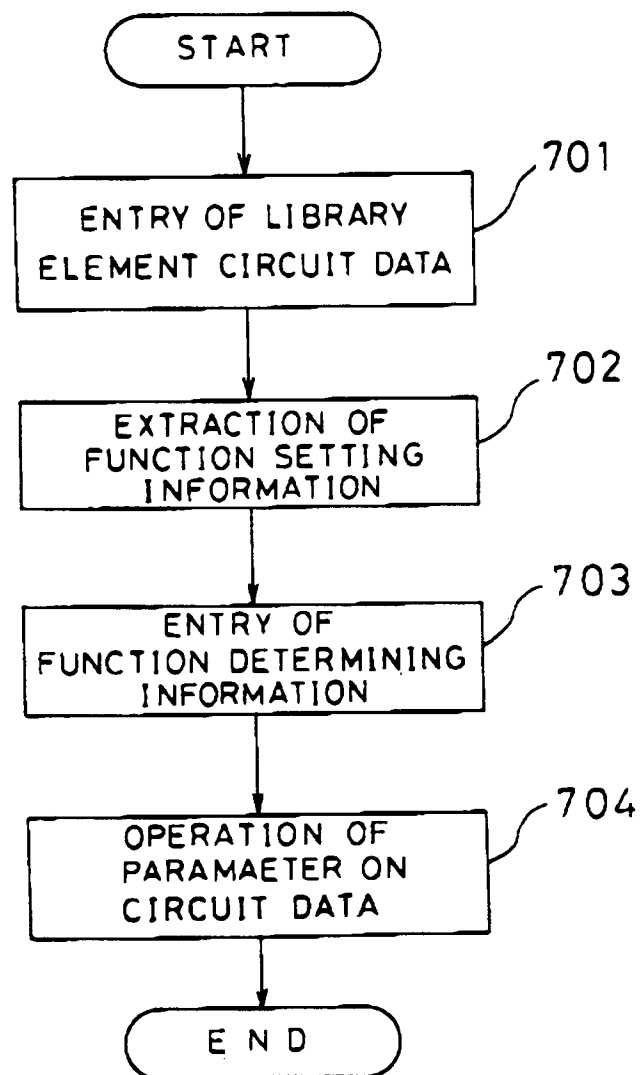 START
701
ENTRY OF LIBRARY
ELEMENT CIRCUIT DATA
702
EXTRACTION OF
FUNCTION SETTING
INFORMATION
703
ENTRY OF
FUNCTION DETERMINING
INFORMATION
704
OPERATION OF
PARAMAETER ON
CIRCUIT DATA
END